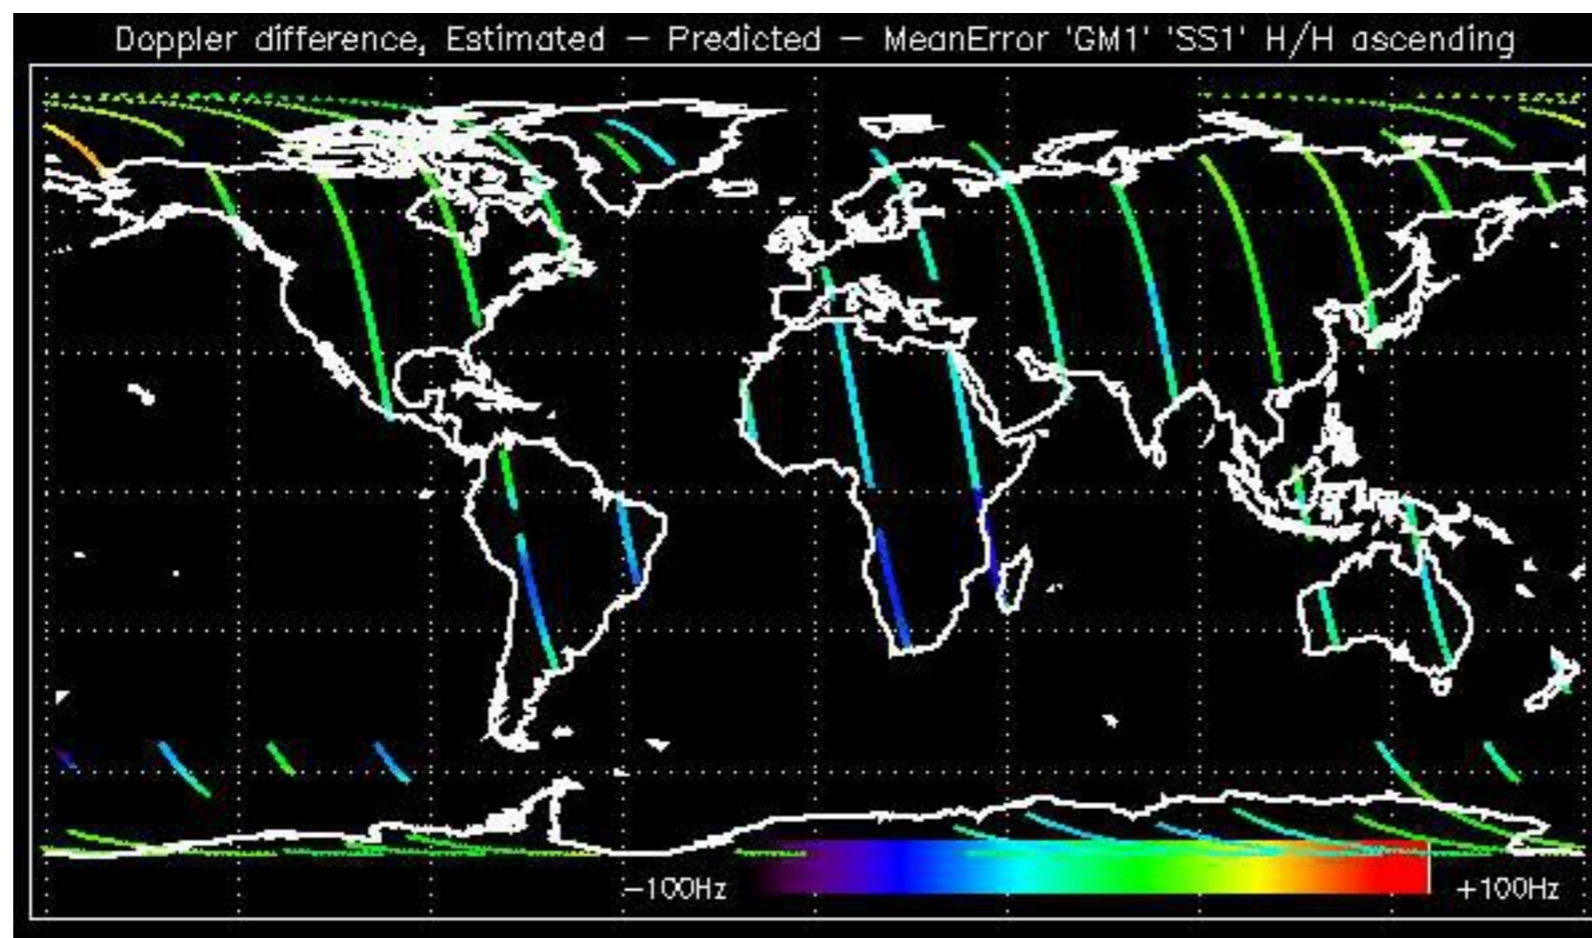 Doppler difference, Estimated – Predicted – MeanError 'GM1' 'SS1' H/H ascending
-100Hz +100Hz